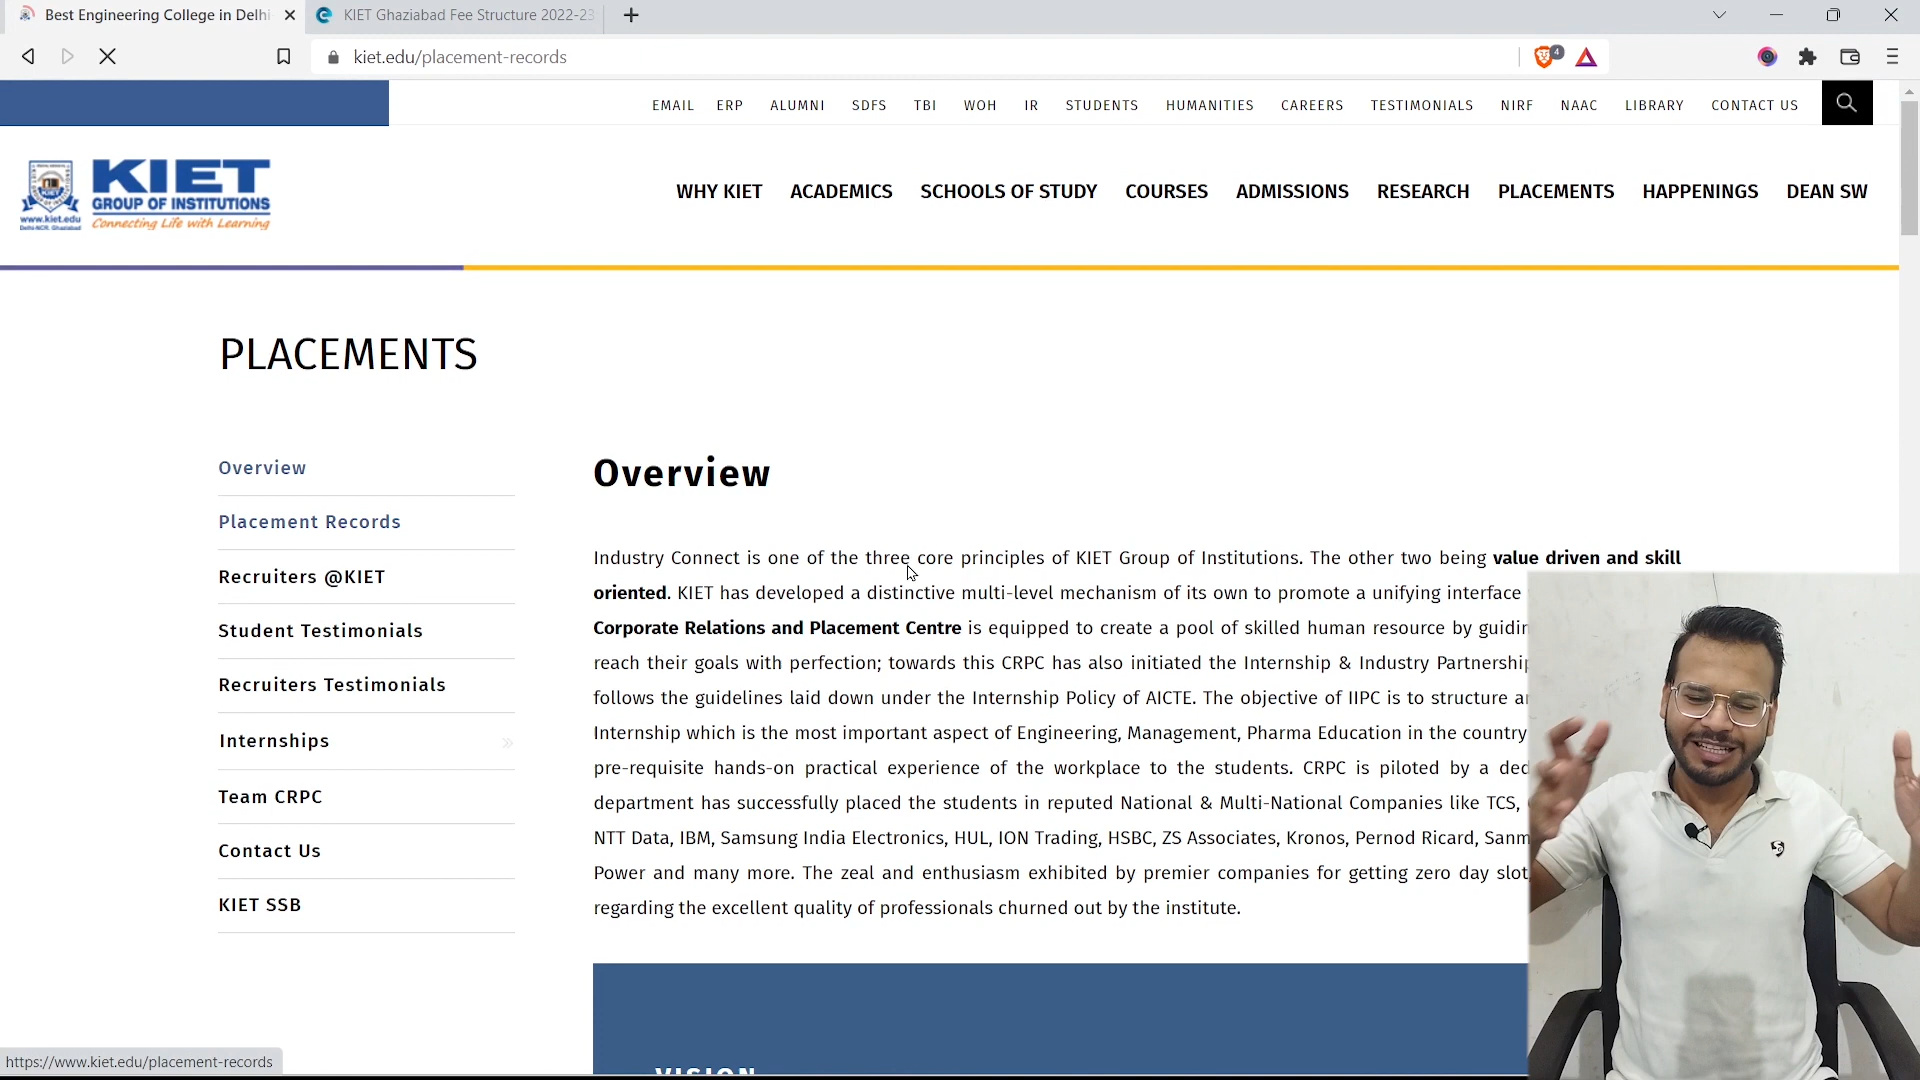 Best Engineering College in Delhi
KIET Ghaziabad Fee Structure 2022-23
kiet.edu/placement-records
4
EMAIL ERP ALUMNI SDFS TBI WOH IR STUDENTS HUMANITIES CAREERS TESTIMONIALS NIRF NAAC LIBRARY CONTACT US
KIET
GROUP OF INSTITUTIONS
Connecting Life with Learning
www.kiet.edu
Delhi-NCR, Ghaziabad
WHY KIET ACADEMICS SCHOOLS OF STUDY COURSES ADMISSIONS RESEARCH PLACEMENTS HAPPENINGS DEAN SW
PLACEMENTS
Overview
Placement Records
Recruiters @KIET
Student Testimonials
Recruiters Testimonials
Internships
Team CRPC
Contact Us
KIET SSB
Overview
Industry Connect is one of the three core principles of KIET Group of Institutions. The other two being value driven and skill
oriented. KIET has developed a distinctive multi-level mechanism of its own to promote a unifying interface
Corporate Relations and Placement Centre is equipped to create a pool of skilled human resource by guidin
reach their goals with perfection; towards this CRPC has also initiated the Internship & Industry Partnership
follows the guidelines laid down under the Internship Policy of AICTE. The objective of IIPC is to structure an
Internship which is the most important aspect of Engineering, Management, Pharma Education in the country
pre-requisite hands-on practical experience of the workplace to the students. CRPC is piloted by a ded
department has successfully placed the students in reputed National & Multi-National Companies like TCS,
NTT Data, IBM, Samsung India Electronics, HUL, ION Trading, HSBC, ZS Associates, Kronos, Pernod Ricard, Sanm
Power and many more. The zeal and enthusiasm exhibited by premier companies for getting zero day slot
regarding the excellent quality of professionals churned out by the institute.
VISION
https://www.kiet.edu/placement-records